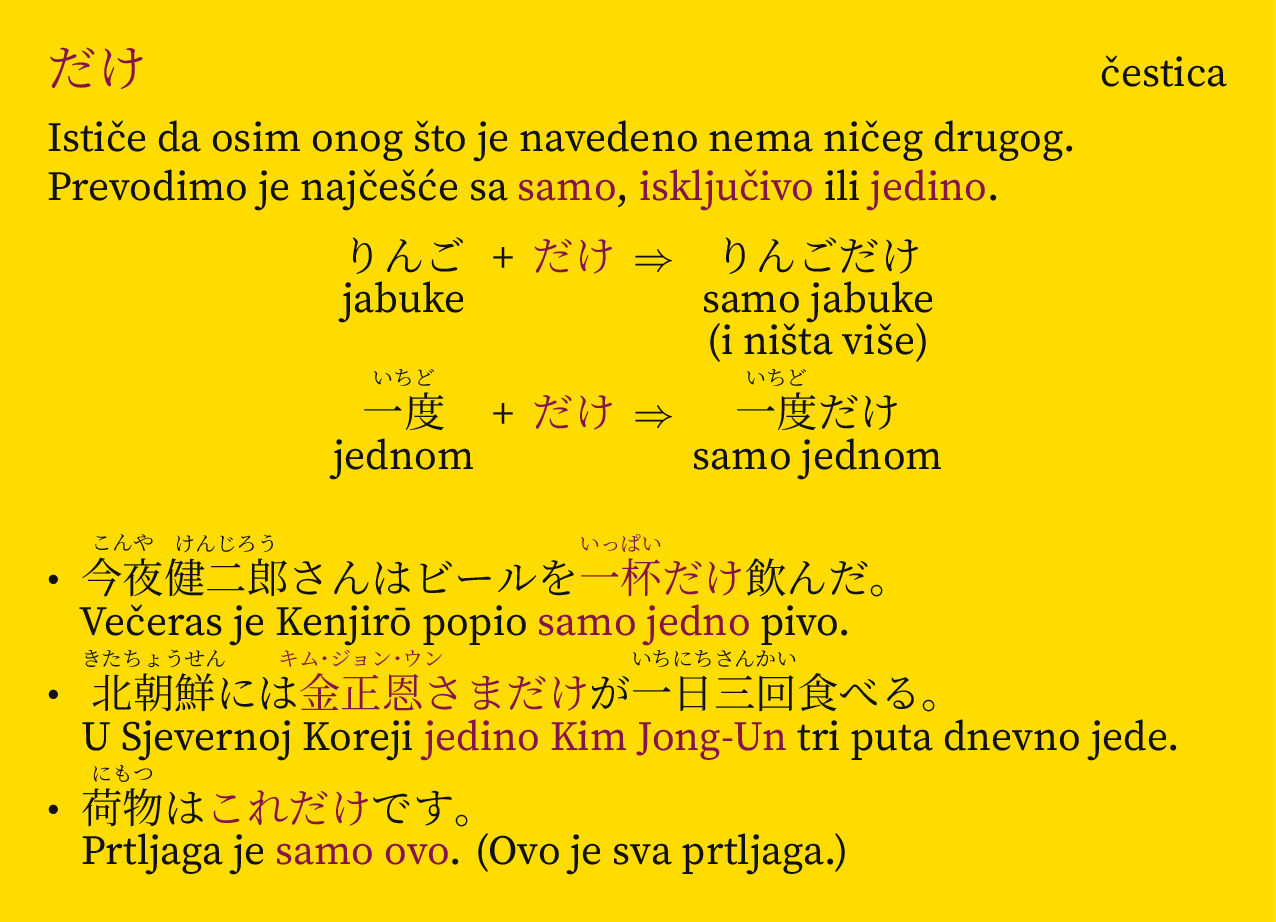 だけ čestica
Ističe da osim onog što je navedeno nema ničeg drugog.
Prevodimo je najčešće sa samo, isključivo ili jedino.
りんご + だけ ⇒ りんごだけ
jabuke samo jabuke
(i ništa više)
いちど いちど
一度 + だけ ⇒ 一度だけ
jednom samo jednom
こんや けんじろう いっぱい
• 今夜健二郎さんはビールを一杯だけ飲んだ。
Večeras je Kenjirō popio samo jedno pivo.
きたちょうせん キム・ジョン・ウン いちにちさんかい
• 北朝鮮には金正恩さまだけが一日三回食べる。
U Sjevernoj Koreji jedino Kim Jong-Un tri puta dnevno jede.
にもつ
• 荷物はこれだけです。
Prtljaga je samo ovo. (Ovo je sva prtljaga.)